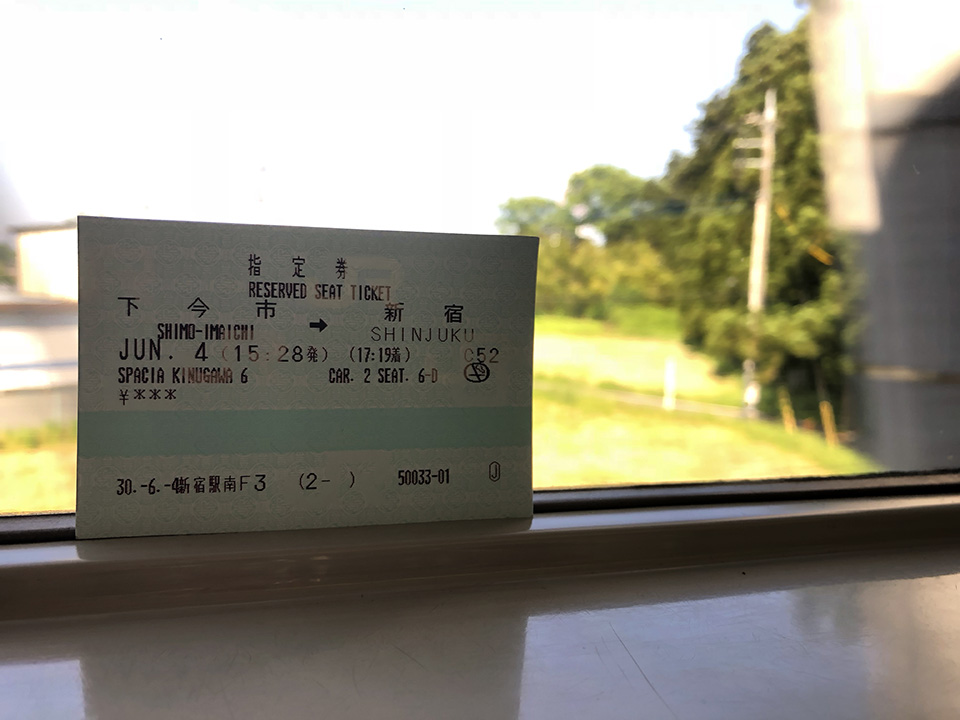 指定券
RESERVED SEAT TICKET
下今市 → 新宿
SHIMO-IMAICHI SHINJUKU
JUN. 4 (15:28発) (17:19着) C52
SPACIA KINUGAWA 6 CAR. 2 SEAT. 6-D
¥***
30.-6.-4新宿駅南F3 (2- ) 50033-01 Ⓙ